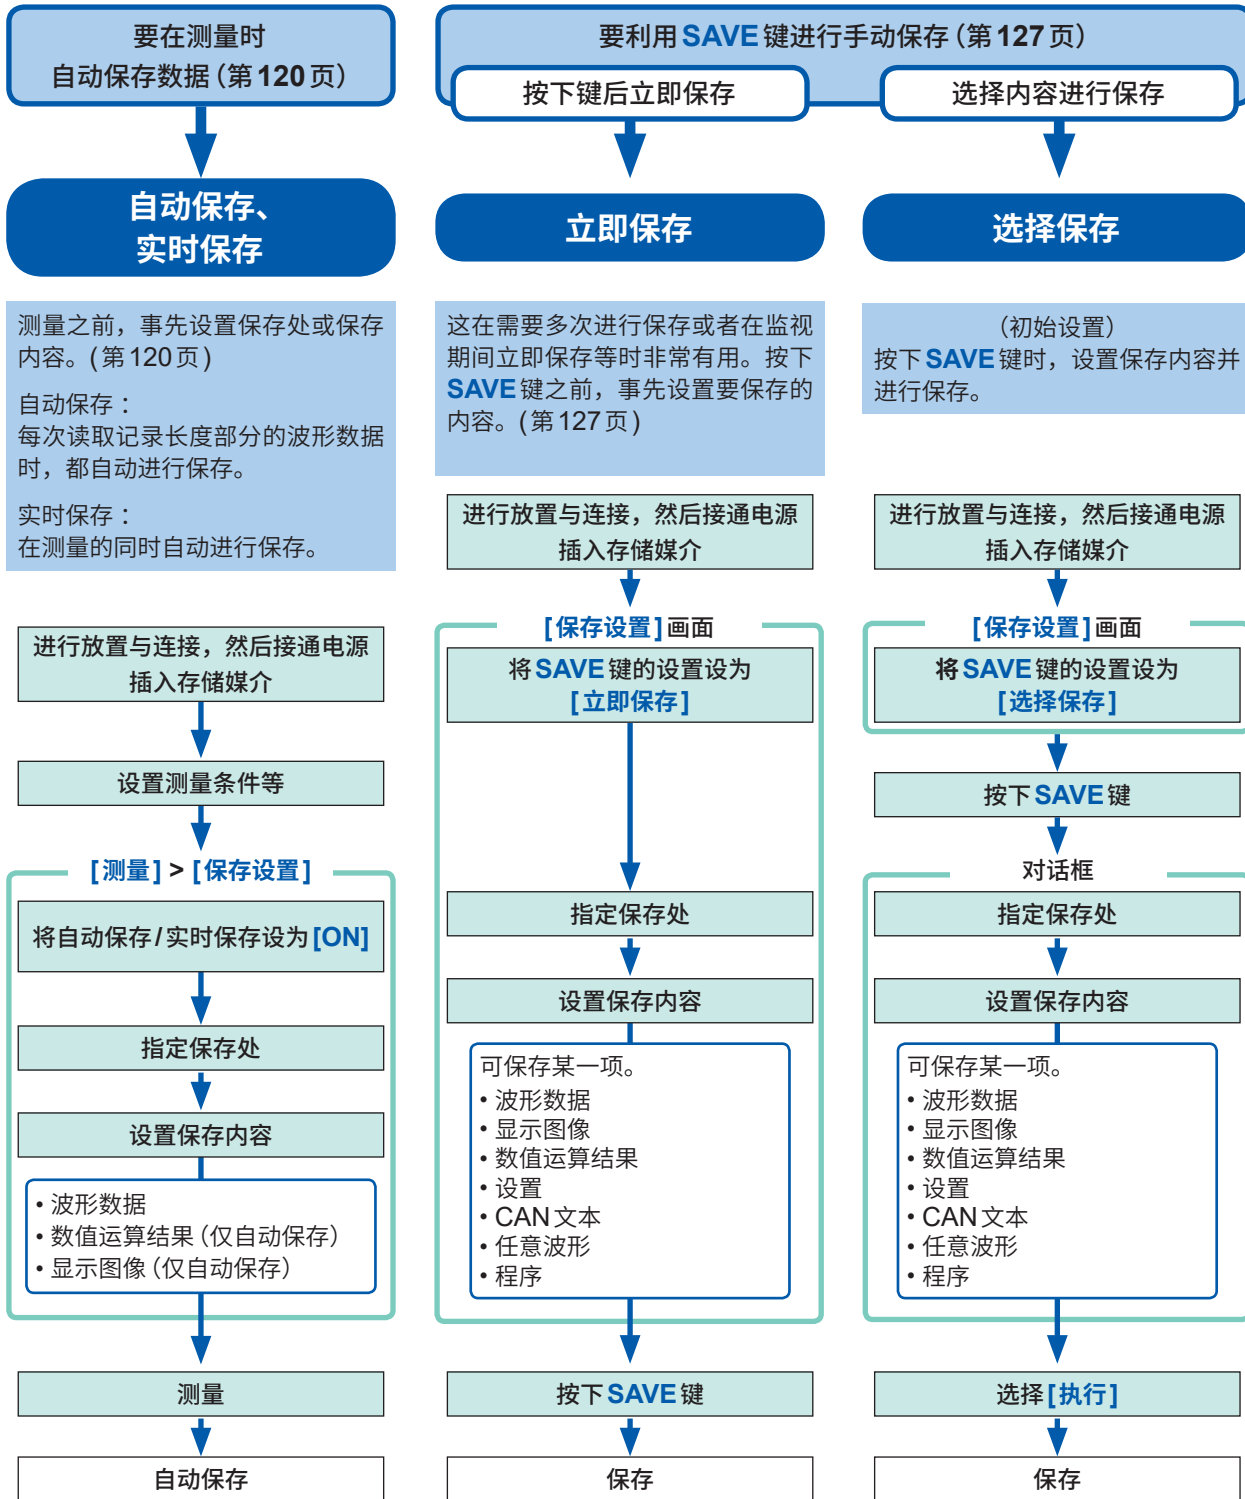 要在测量时
自动保存数据（第120页）
自动保存、
实时保存
测量之前，事先设置保存处或保存
内容。(第120页)
自动保存：
每次读取记录长度部分的波形数据
时，都自动进行保存。
实时保存：
在测量的同时自动进行保存。
进行放置与连接，然后接通电源
插入存储媒介
设置测量条件等
[测量] > [保存设置]
将自动保存/实时保存设为[ON]
指定保存处
设置保存内容
• 波形数据
• 数值运算结果（仅自动保存）
• 显示图像（仅自动保存）
测量
自动保存
要利用SAVE键进行手动保存（第127页）
按下键后立即保存
立即保存
这在需要多次进行保存或者在监视
期间立即保存等时非常有用。按下
SAVE键之前，事先设置要保存的
内容。(第127页)
进行放置与连接，然后接通电源
插入存储媒介
[保存设置]画面
将SAVE键的设置设为
[立即保存]
指定保存处
设置保存内容
可保存某一项。
• 波形数据
• 显示图像
• 数值运算结果
• 设置
• CAN文本
• 任意波形
• 程序
按下SAVE键
保存
选择内容进行保存
选择保存
（初始设置）
按下SAVE键时，设置保存内容并
进行保存。
进行放置与连接，然后接通电源
插入存储媒介
[保存设置]画面
将SAVE键的设置设为
[选择保存]
按下SAVE键
对话框
指定保存处
设置保存内容
可保存某一项。
• 波形数据
• 显示图像
• 数值运算结果
• 设置
• CAN文本
• 任意波形
• 程序
选择[执行]
保存